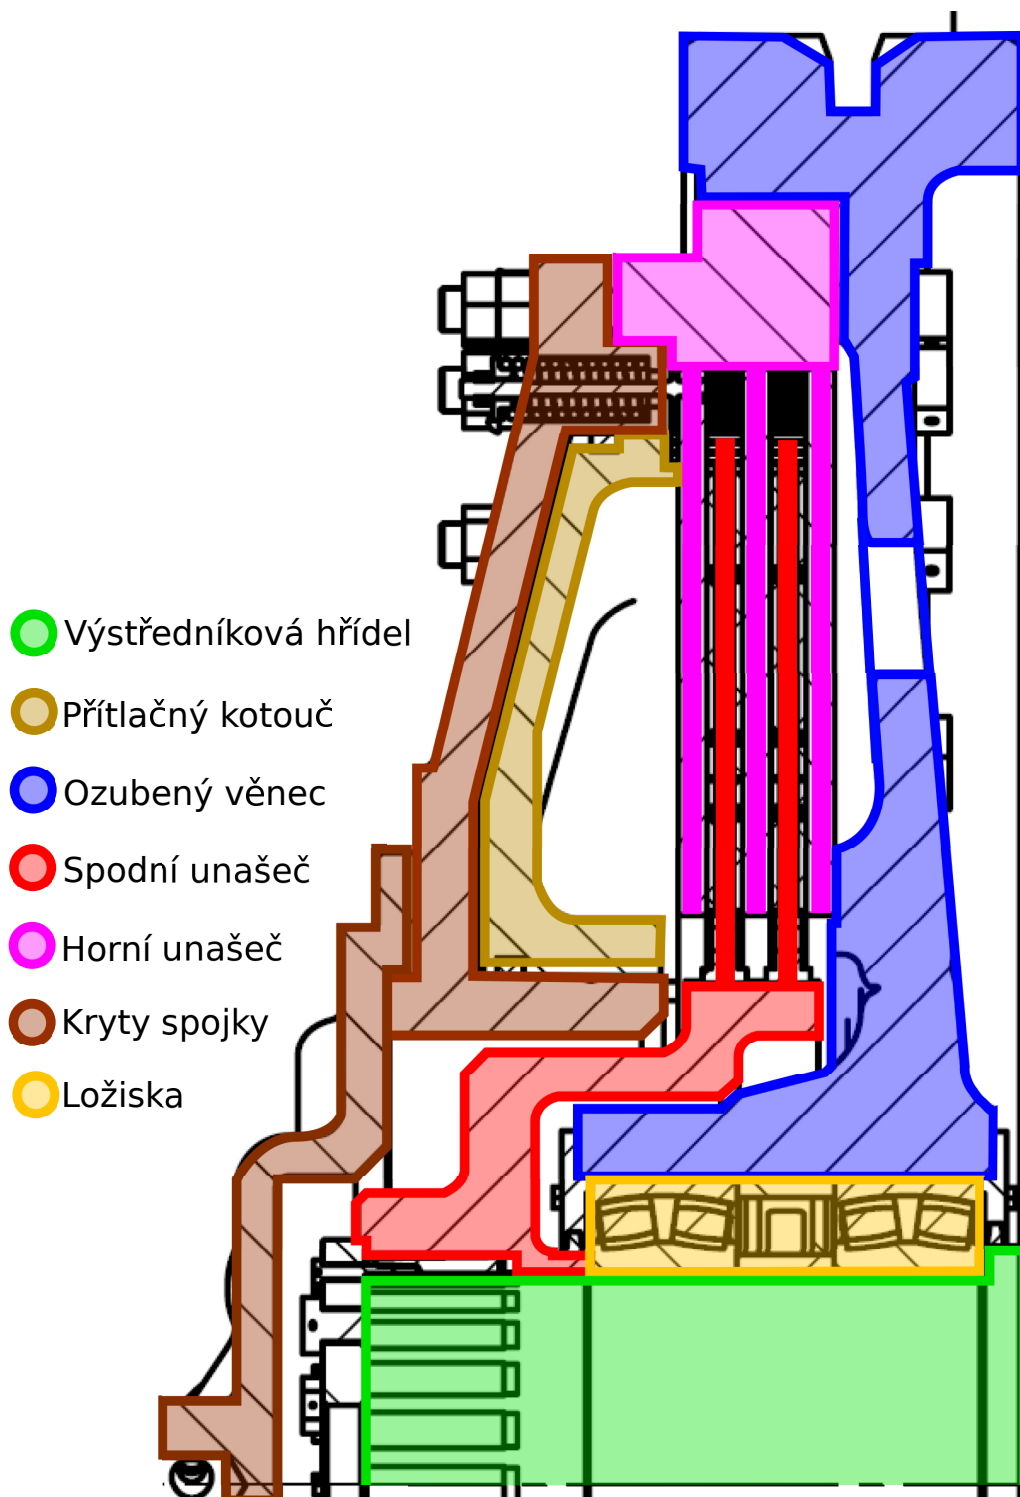 Výstředníková hřídel
Přítlačný kotouč
Ozubený věnec
Spodní unašeč
Horní unašeč
Kryty spojky
Ložiska